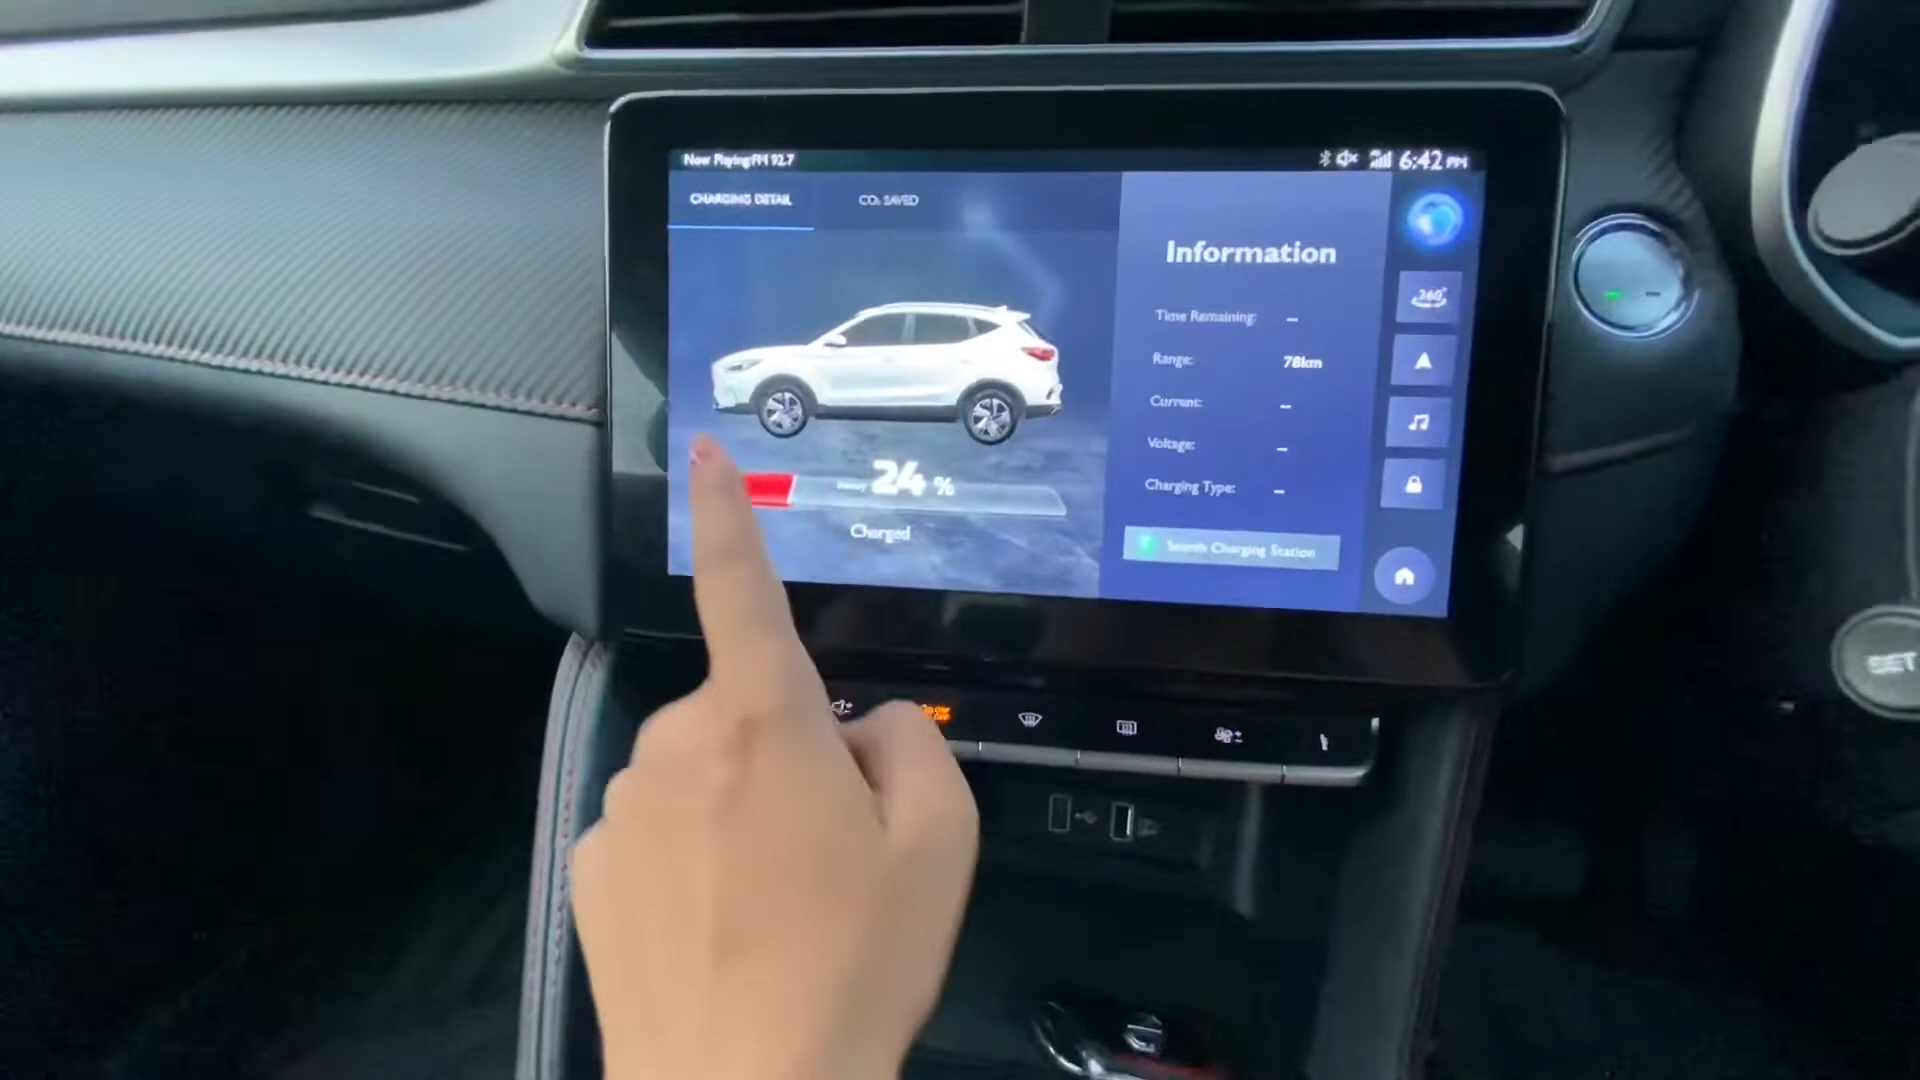 Now Playing:FM 92.7
6:42 PM
CHARGING DETAIL
CO₂ SAVED
Information
360°
Time Remaining: --
Range: 78km
Current: --
Voltage: --
Charging Type: --
24 %
Charged
Search Charging Station
SET